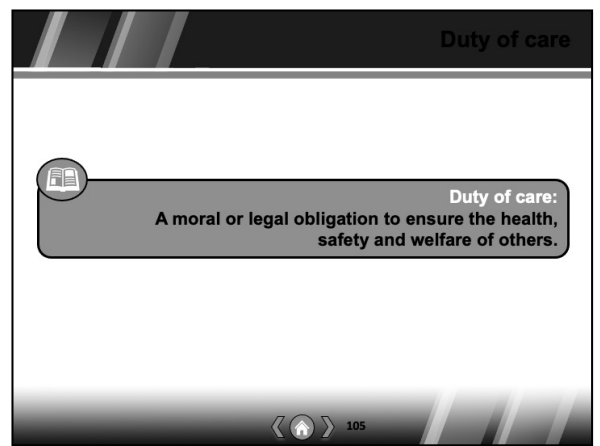 Duty of care
Duty of care:
A moral or legal obligation to ensure the health,
safety and welfare of others.
105